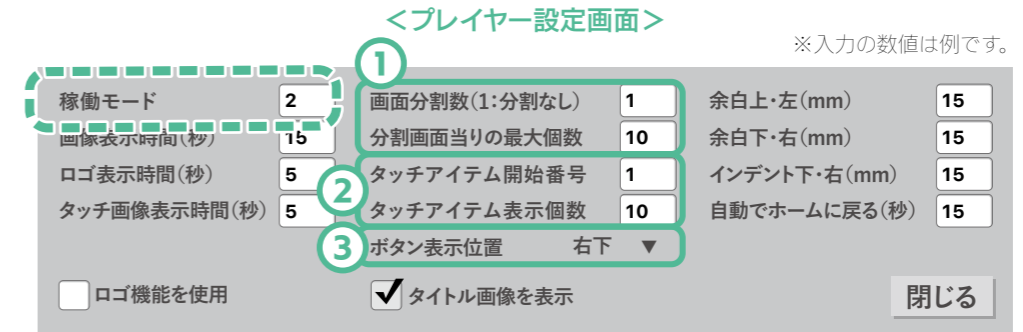 ＜プレイヤー設定画面＞
※入力の数値は例です。
①
稼働モード 2 画面分割数(1:分割なし) 1 余白上・左(mm) 15
画像表示時間(秒) 15 分割画面当りの最大個数 10 余白下・右(mm) 15
ロゴ表示時間(秒) 5 ② タッチアイテム開始番号 1 インデント下・右(mm) 15
タッチ画像表示時間(秒) 5 タッチアイテム表示個数 10 自動でホームに戻る(秒) 15
③ ボタン表示位置 右下 ▼
ロゴ機能を使用 タイトル画像を表示 閉じる